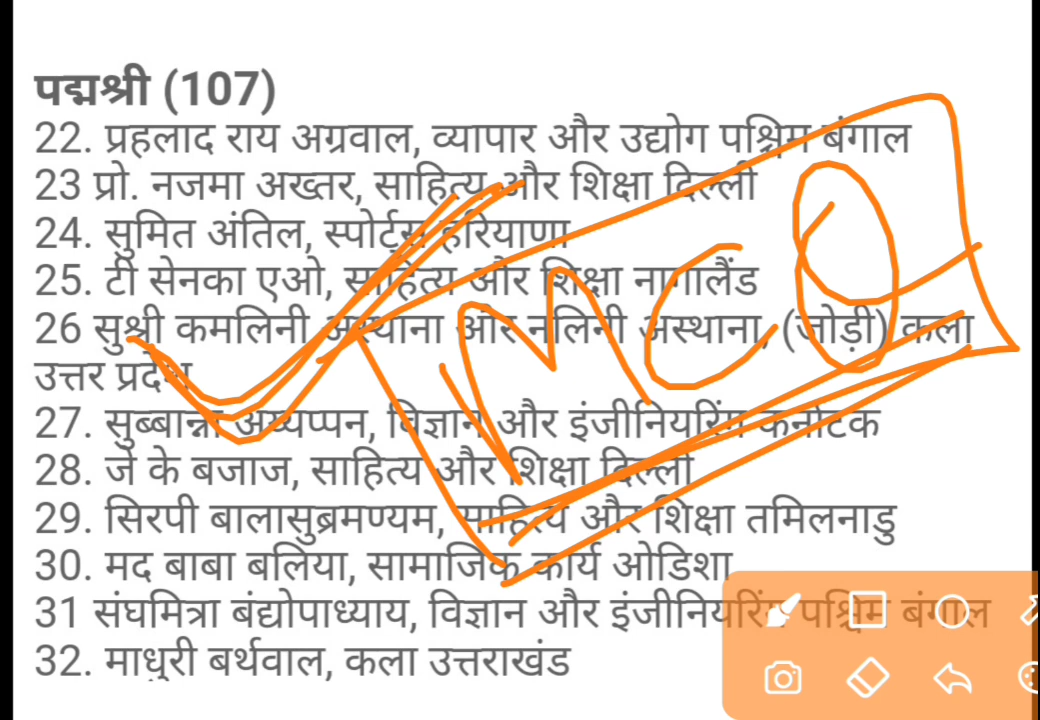 पद्मश्री (107)
22. प्रहलाद राय अग्रवाल, व्यापार और उद्योग पश्चिम बंगाल
23 प्रो. नजमा अख्तर, साहित्य और शिक्षा दिल्ली
24. सुमित अंतिल, स्पोर्ट्स हरियाणा
25. टी सेनका एओ, साहित्य और शिक्षा नागालैंड
26 सुश्री कमलिनी अस्थाना और नलिनी अस्थाना, (जोड़ी) कला
उत्तर प्रदेश
27. सुब्बान्ना अय्यप्पन, विज्ञान और इंजीनियरिंग कर्नाटक
28. जे के बजाज, साहित्य और शिक्षा दिल्ली
29. सिरपी बालासुब्रमण्यम, साहित्य और शिक्षा तमिलनाडु
30. मद बाबा बलिया, सामाजिक कार्य ओडिशा
31 संघमित्रा बंद्योपाध्याय, विज्ञान और इंजीनियरिंग पश्चिम बंगाल
32. माधुरी बर्थवाल, कला उत्तराखंड